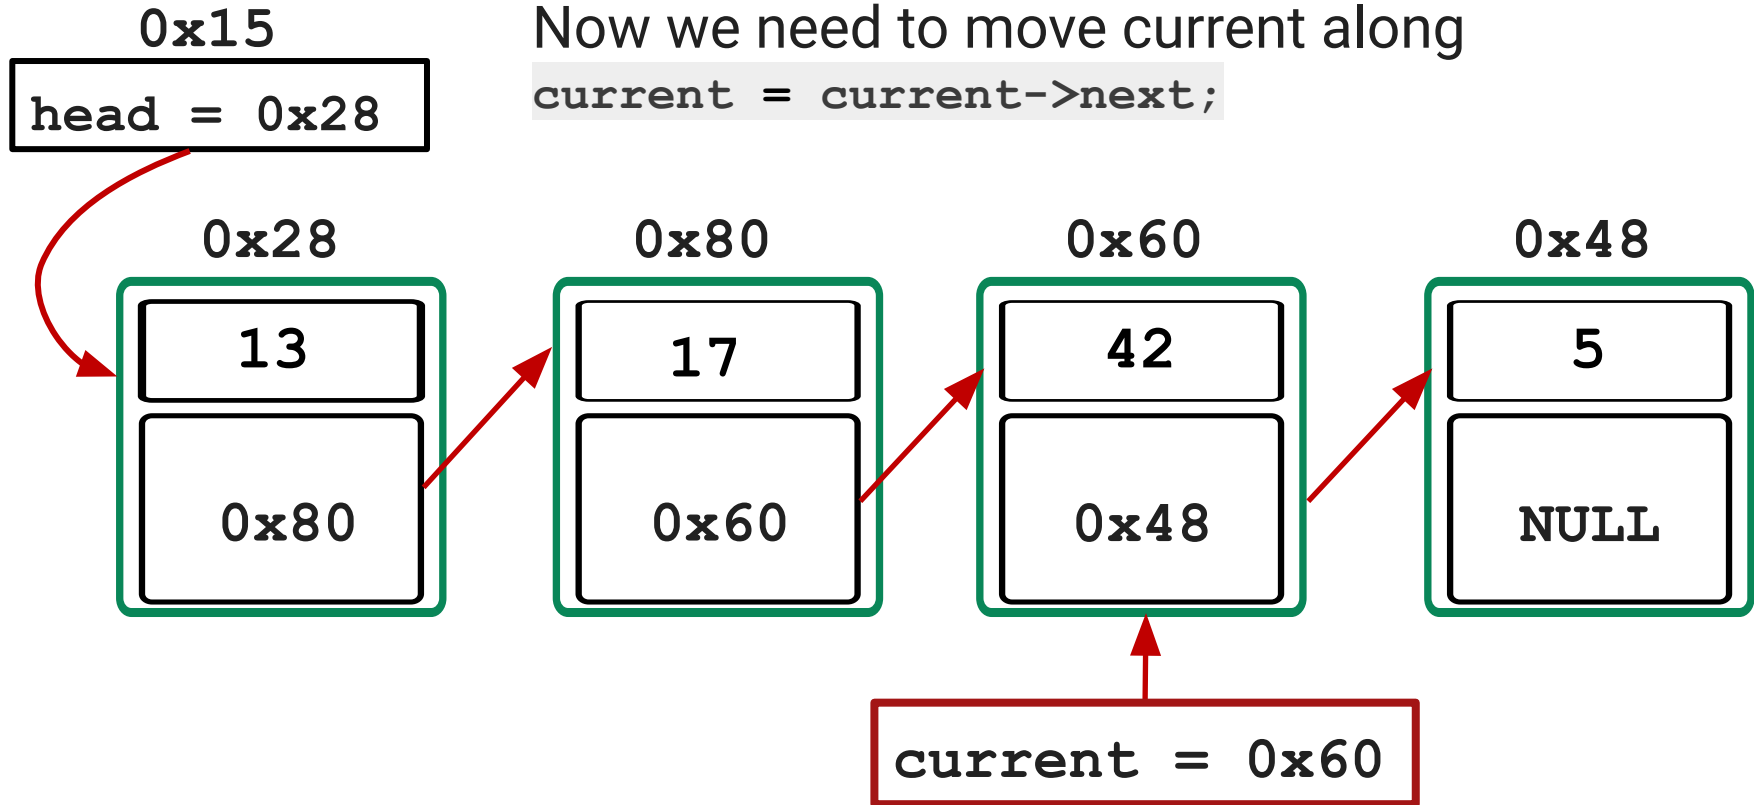 0x15
head = 0x28
Now we need to move current along
current = current->next;
0x28
0x80
0x60
0x48
13
17
42
5
0x80
0x60
0x48
NULL
current = 0x60